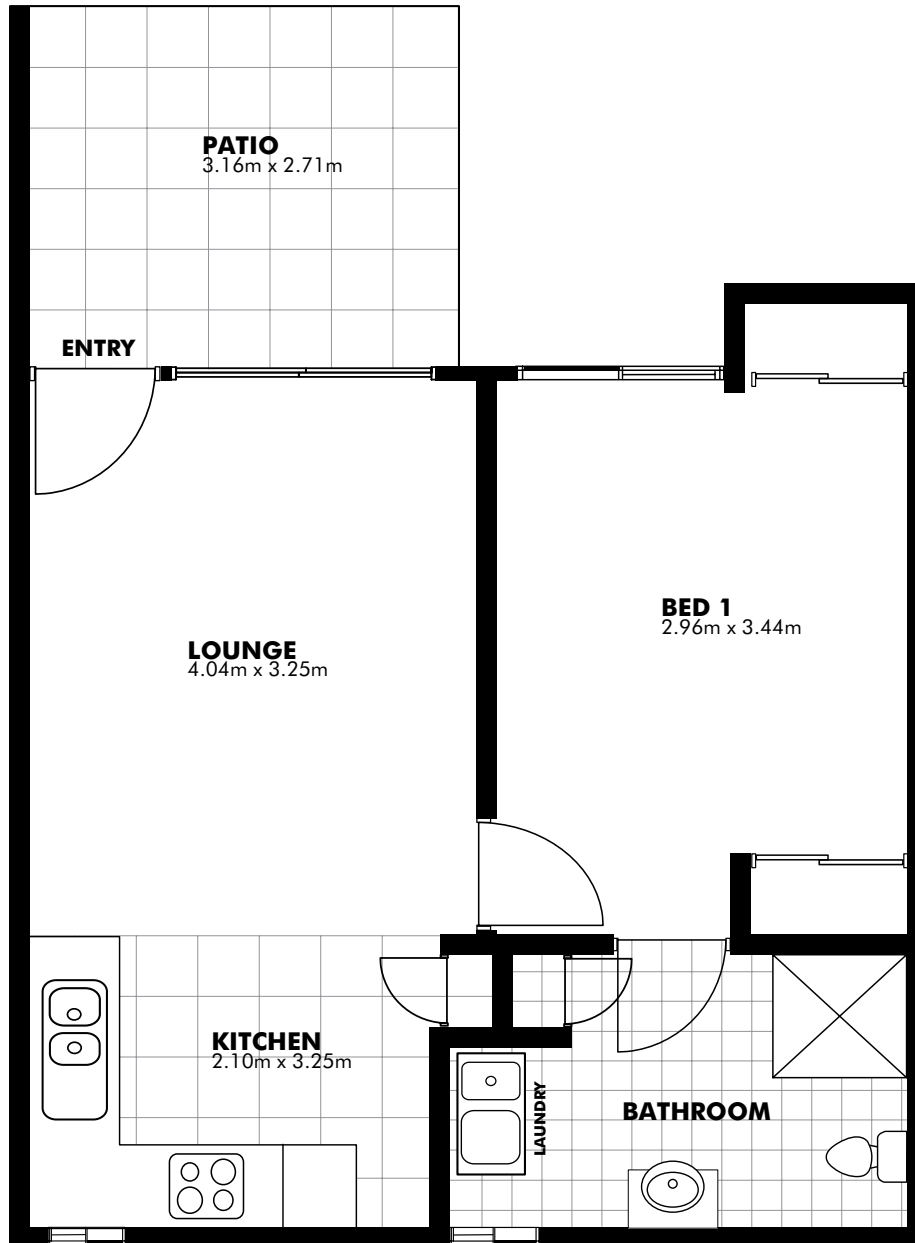 PATIO
3.16m x 2.71m
ENTRY
BED 1
2.96m x 3.44m
LOUNGE
4.04m x 3.25m
KITCHEN
2.10m x 3.25m
LAUNDRY
BATHROOM